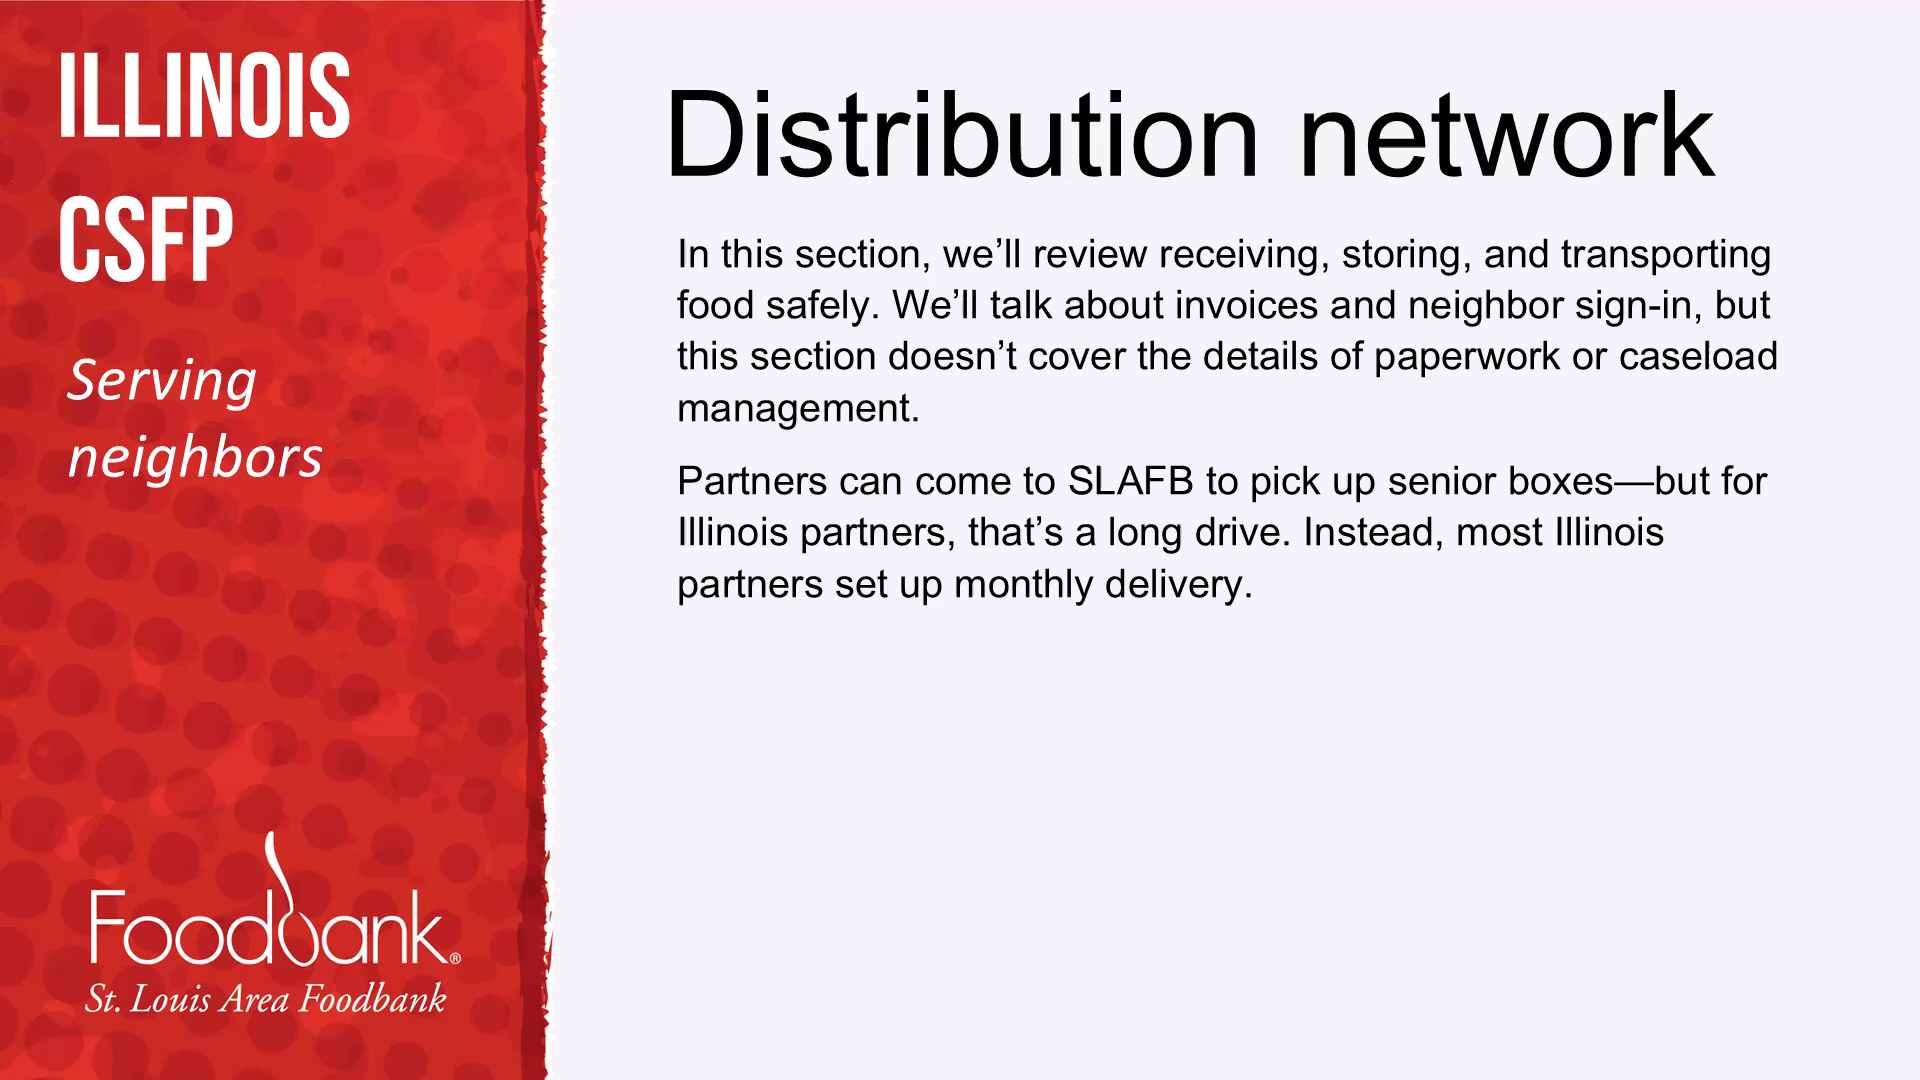 ILLINOIS
CSFP
Serving
neighbors
Foodbank®
St. Louis Area Foodbank
Distribution network
In this section, we’ll review receiving, storing, and transporting
food safely. We’ll talk about invoices and neighbor sign-in, but
this section doesn’t cover the details of paperwork or caseload
management.
Partners can come to SLAFB to pick up senior boxes—but for
Illinois partners, that’s a long drive. Instead, most Illinois
partners set up monthly delivery.